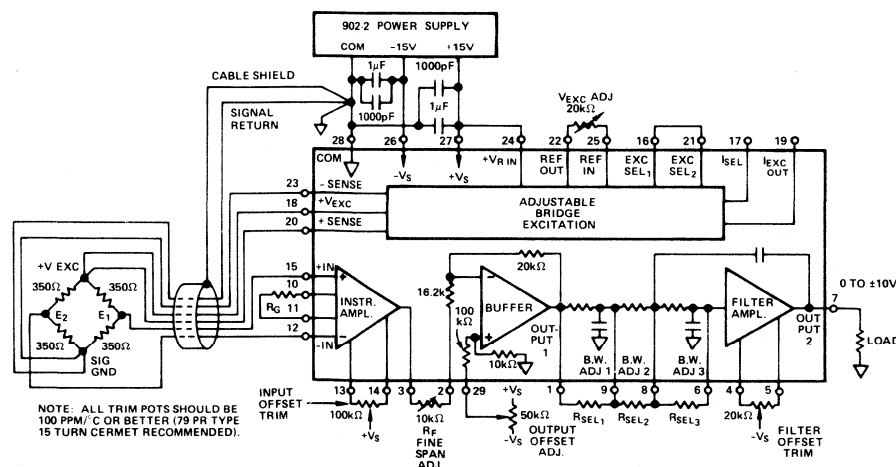 902-2 POWER SUPPLY
COM -15V +15V
1µF 1000pF
CABLE SHIELD
1µF
1000pF
SIGNAL RETURN
VEXC ADJ
20kΩ
28 26 27 24 22 25 16 21 17 19
COM -VS +VS +VR IN REF OUT REF IN EXC SEL1 EXC SEL2 ISEL IEXC OUT
23 - SENSE
18 +VEXC
20 + SENSE
ADJUSTABLE BRIDGE EXCITATION
+V EXC
350Ω 350Ω
E2 E1
350Ω 350Ω
SIG GND
15 +IN
10
RG
11
12 -IN
INSTR. AMPL.
20kΩ
16.2k
100 kΩ
BUFFER
10kΩ
OUT-PUT 1
B.W. ADJ 1 B.W. ADJ 2 B.W. ADJ 3
FILTER AMPL.
OUT PUT 2
7
0 TO ±10V
LOAD
13 14 3 2 29 1 9 8 6 4 5
INPUT OFFSET TRIM
100kΩ
+VS
10kΩ
RF FINE SPAN ADJ.
+VS
50kΩ
-VS
OUTPUT OFFSET ADJ.
RSEL1 RSEL2 RSEL3
20kΩ
-VS
FILTER OFFSET TRIM
NOTE: ALL TRIM POTS SHOULD BE
100 PPM/°C OR BETTER (79 PR TYPE
15 TURN CERMET RECOMMENDED).